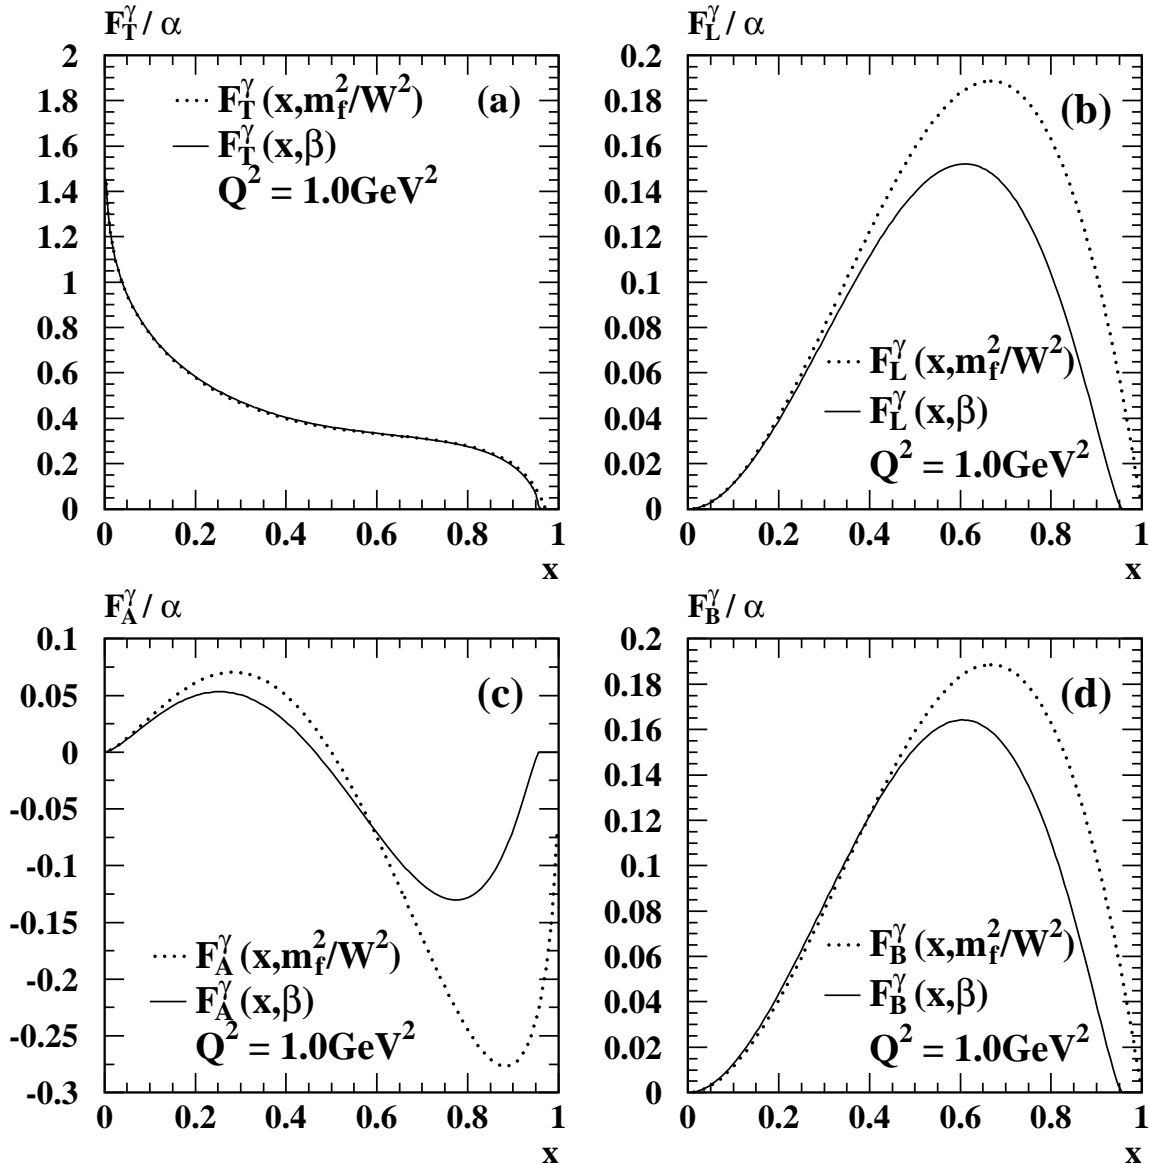 F_T^γ / α
2
1.8
1.6
1.4
1.2
1
0.8
0.6
0.4
0.2
0
F_T^γ (x,m_f^2/W^2) (a)
F_T^γ (x,β)
Q^2 = 1.0GeV^2
0 0.2 0.4 0.6 0.8 1
x
F_L^γ / α
0.2
0.18
0.16
0.14
0.12
0.1
0.08
0.06
0.04
0.02
0
(b)
F_L^γ (x,m_f^2/W^2)
F_L^γ (x,β)
Q^2 = 1.0GeV^2
0 0.2 0.4 0.6 0.8 1
x
F_A^γ / α
0.1
0.05
0
-0.05
-0.1
-0.15
-0.2
-0.25
-0.3
(c)
F_A^γ (x,m_f^2/W^2)
F_A^γ (x,β)
Q^2 = 1.0GeV^2
0 0.2 0.4 0.6 0.8 1
x
F_B^γ / α
0.2
0.18
0.16
0.14
0.12
0.1
0.08
0.06
0.04
0.02
0
(d)
F_B^γ (x,m_f^2/W^2)
F_B^γ (x,β)
Q^2 = 1.0GeV^2
0 0.2 0.4 0.6 0.8 1
x